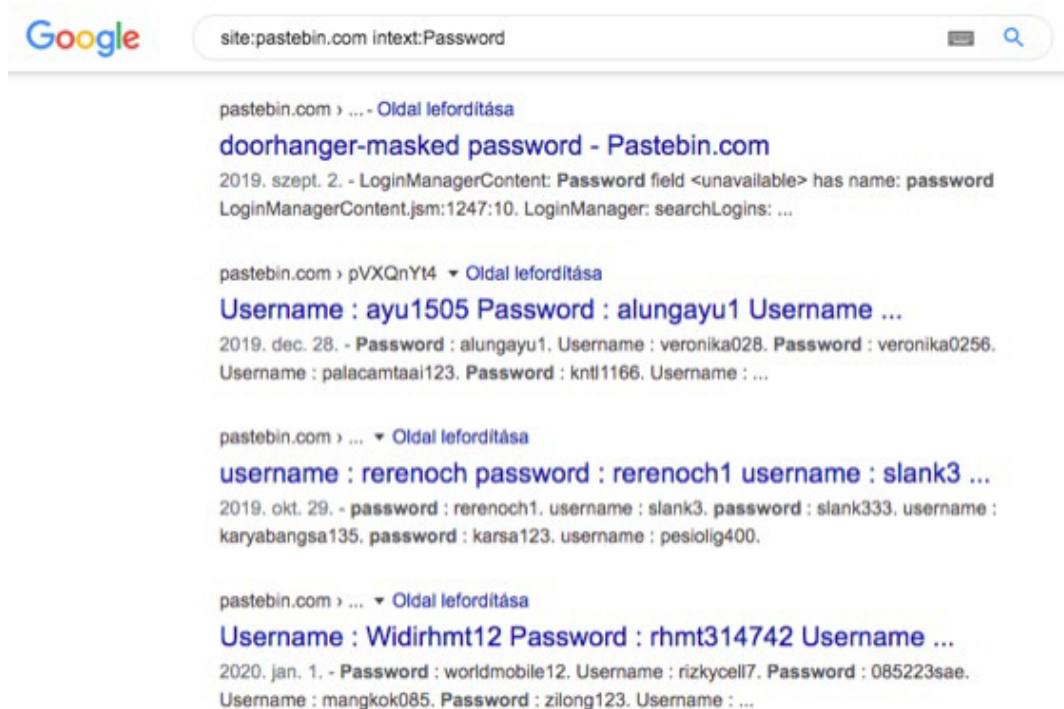 Google
site:pastebin.com intext:Password
pastebin.com › ... - Oldal lefordítása
doorhanger-masked password - Pastebin.com
2019. szept. 2. - LoginManagerContent: Password field <unavailable> has name: password
LoginManagerContent.jsm:1247:10. LoginManager: searchLogins: ...
pastebin.com › pVXQnYt4 ▾ Oldal lefordítása
Username : ayu1505 Password : alungayu1 Username ...
2019. dec. 28. - Password : alungayu1. Username : veronika028. Password : veronika0256.
Username : palacamtaai123. Password : kntl1166. Username : ...
pastebin.com › ... ▾ Oldal lefordítása
username : rerenoch password : rerenoch1 username : slank3 ...
2019. okt. 29. - password : rerenoch1. username : slank3. password : slank333. username :
karyabangsa135. password : karsa123. username : pesiolig400.
pastebin.com › ... ▾ Oldal lefordítása
Username : Widirhmt12 Password : rhmt314742 Username ...
2020. jan. 1. - Password : worldmobile12. Username : rizkycell7. Password : 085223sae.
Username : mangkok085. Password : zilong123. Username : ...